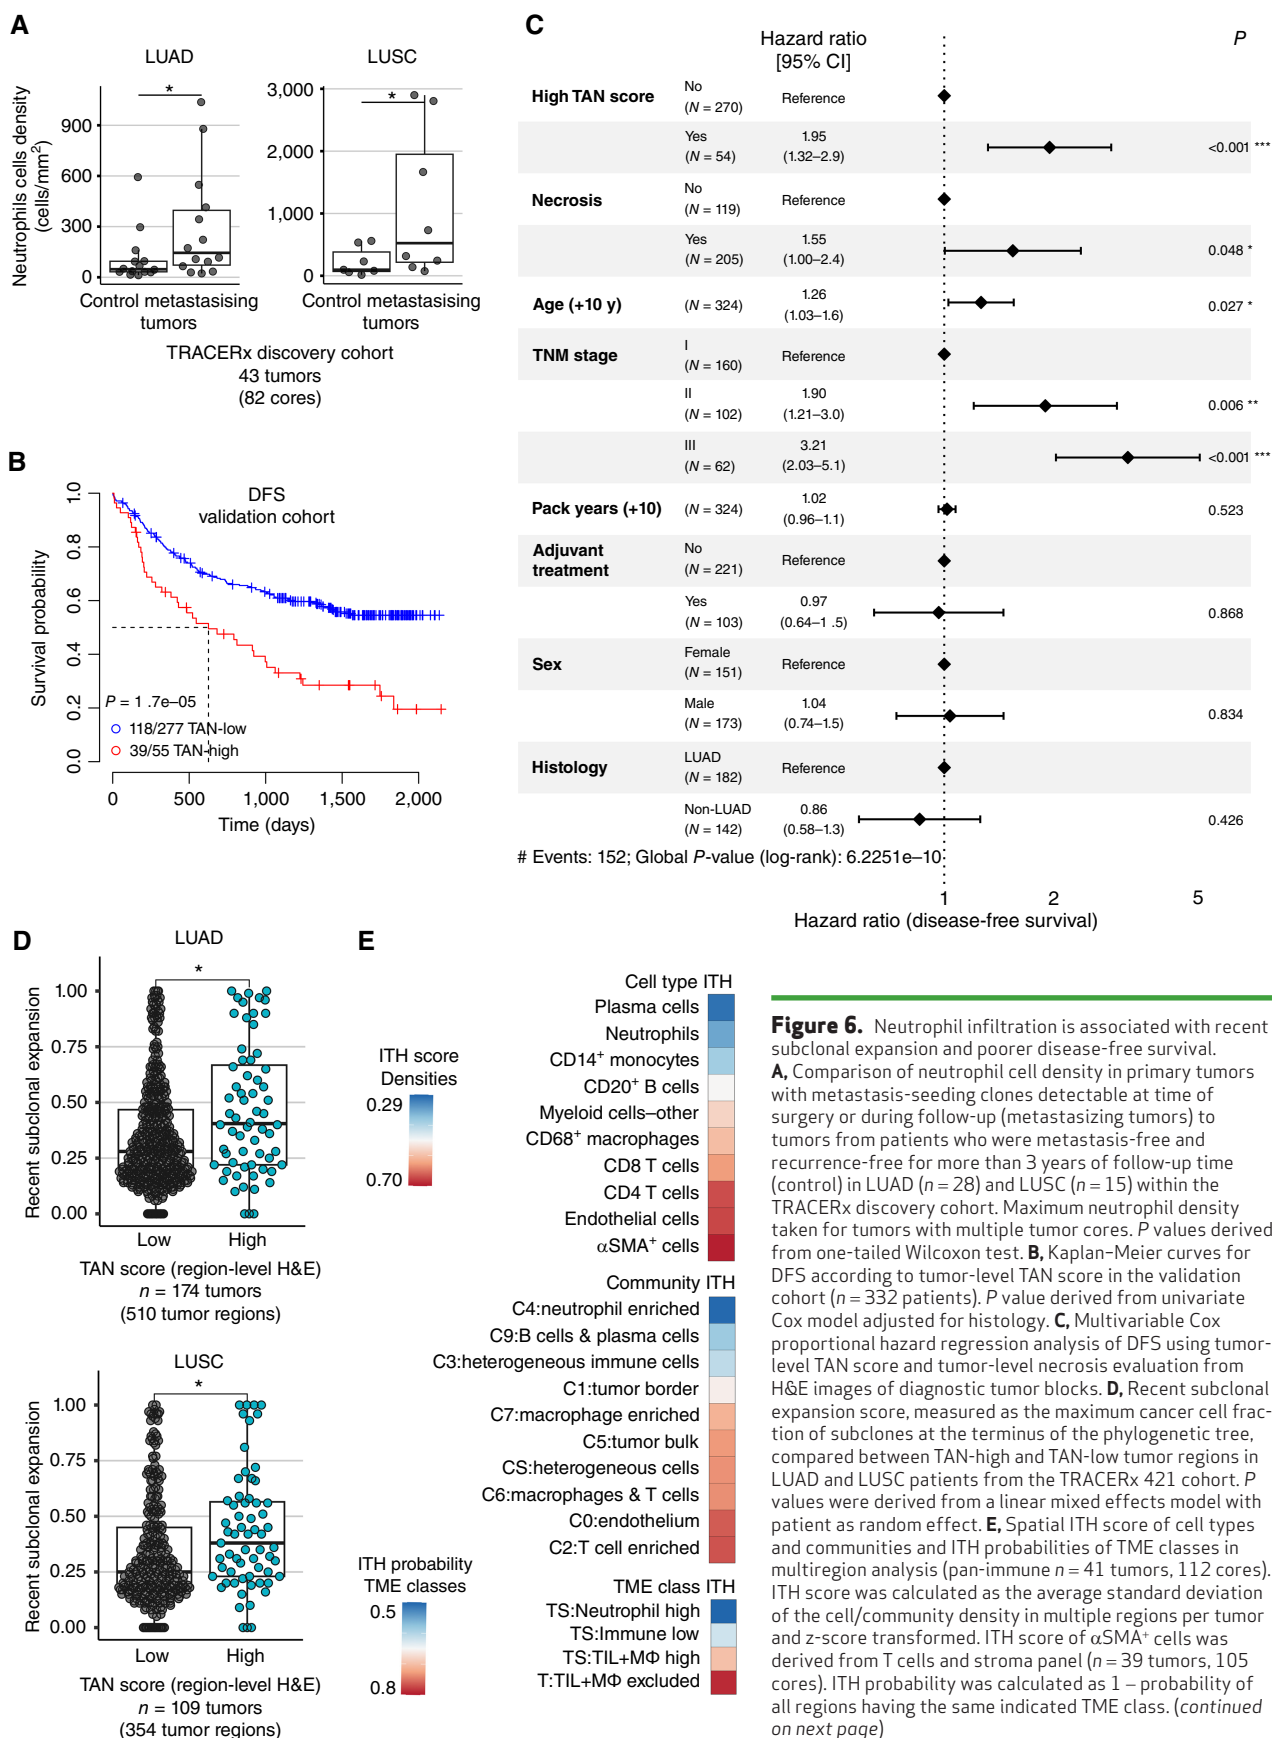 A
LUAD
LUSC
Neutrophils cells density
(cells/mm²)
900
600
300
0
*
3,000
2,000
1,000
0
*
Control metastasising
tumors
Control metastasising
tumors
TRACERx discovery cohort
43 tumors
(82 cores)
B
DFS
validation cohort
Survival probability
1.0
0.8
0.6
0.4
0.2
0.0
P = 1 .7e–05
118/277 TAN-low
39/55 TAN-high
0 500 1,000 1,500 2,000
Time (days)
C
Hazard ratio
[95% CI]
P
High TAN score No (N = 270) Reference
Yes (N = 54) 1.95 (1.32–2.9) <0.001 ***
Necrosis No (N = 119) Reference
Yes (N = 205) 1.55 (1.00–2.4) 0.048 *
Age (+10 y) (N = 324) 1.26 (1.03–1.6) 0.027 *
TNM stage I (N = 160) Reference
II (N = 102) 1.90 (1.21–3.0) 0.006 **
III (N = 62) 3.21 (2.03–5.1) <0.001 ***
Pack years (+10) (N = 324) 1.02 (0.96–1.1) 0.523
Adjuvant treatment No (N = 221) Reference
Yes (N = 103) 0.97 (0.64–1 .5) 0.868
Sex Female (N = 151) Reference
Male (N = 173) 1.04 (0.74–1.5) 0.834
Histology LUAD (N = 182) Reference
Non-LUAD (N = 142) 0.86 (0.58–1.3) 0.426
# Events: 152; Global P-value (log-rank): 6.2251e–10
1 2 5
Hazard ratio (disease-free survival)
D
LUAD
*
Recent subclonal expansion
1.00
0.75
0.50
0.25
0.00
Low High
TAN score (region-level H&E)
n = 174 tumors
(510 tumor regions)
LUSC
*
Recent subclonal expansion
1.00
0.75
0.50
0.25
0.00
Low High
TAN score (region-level H&E)
n = 109 tumors
(354 tumor regions)
E
ITH score
Densities
0.29
0.70
Cell type ITH
Plasma cells
Neutrophils
CD14⁺ monocytes
CD20⁺ B cells
Myeloid cells–other
CD68⁺ macrophages
CD8 T cells
CD4 T cells
Endothelial cells
αSMA⁺ cells
Community ITH
C4:neutrophil enriched
C9:B cells & plasma cells
C3:heterogeneous immune cells
C1:tumor border
C7:macrophage enriched
C5:tumor bulk
CS:heterogeneous cells
C6:macrophages & T cells
C0:endothelium
C2:T cell enriched
ITH probability
TME classes
0.5
0.8
TME class ITH
TS:Neutrophil high
TS:Immune low
TS:TIL+MΦ high
T:TIL+MΦ excluded
Figure 6. Neutrophil infiltration is associated with recent
subclonal expansion and poorer disease-free survival.
A, Comparison of neutrophil cell density in primary tumors
with metastasis-seeding clones detectable at time of
surgery or during follow-up (metastasizing tumors) to
tumors from patients who were metastasis-free and
recurrence-free for more than 3 years of follow-up time
(control) in LUAD (n = 28) and LUSC (n = 15) within the
TRACERx discovery cohort. Maximum neutrophil density
taken for tumors with multiple tumor cores. P values derived
from one-tailed Wilcoxon test. B, Kaplan–Meier curves for
DFS according to tumor-level TAN score in the validation
cohort (n = 332 patients). P value derived from univariate
Cox model adjusted for histology. C, Multivariable Cox
proportional hazard regression analysis of DFS using tumor-
level TAN score and tumor-level necrosis evaluation from
H&E images of diagnostic tumor blocks. D, Recent subclonal
expansion score, measured as the maximum cancer cell frac-
tion of subclones at the terminus of the phylogenetic tree,
compared between TAN-high and TAN-low tumor regions in
LUAD and LUSC patients from the TRACERx 421 cohort. P
values were derived from a linear mixed effects model with
patient as random effect. E, Spatial ITH score of cell types
and communities and ITH probabilities of TME classes in
multiregion analysis (pan-immune n = 41 tumors, 112 cores).
ITH score was calculated as the average standard deviation
of the cell/community density in multiple regions per tumor
and z-score transformed. ITH score of αSMA⁺ cells was
derived from T cells and stroma panel (n = 39 tumors, 105
cores). ITH probability was calculated as 1 – probability of
all regions having the same indicated TME class. (continued
on next page)